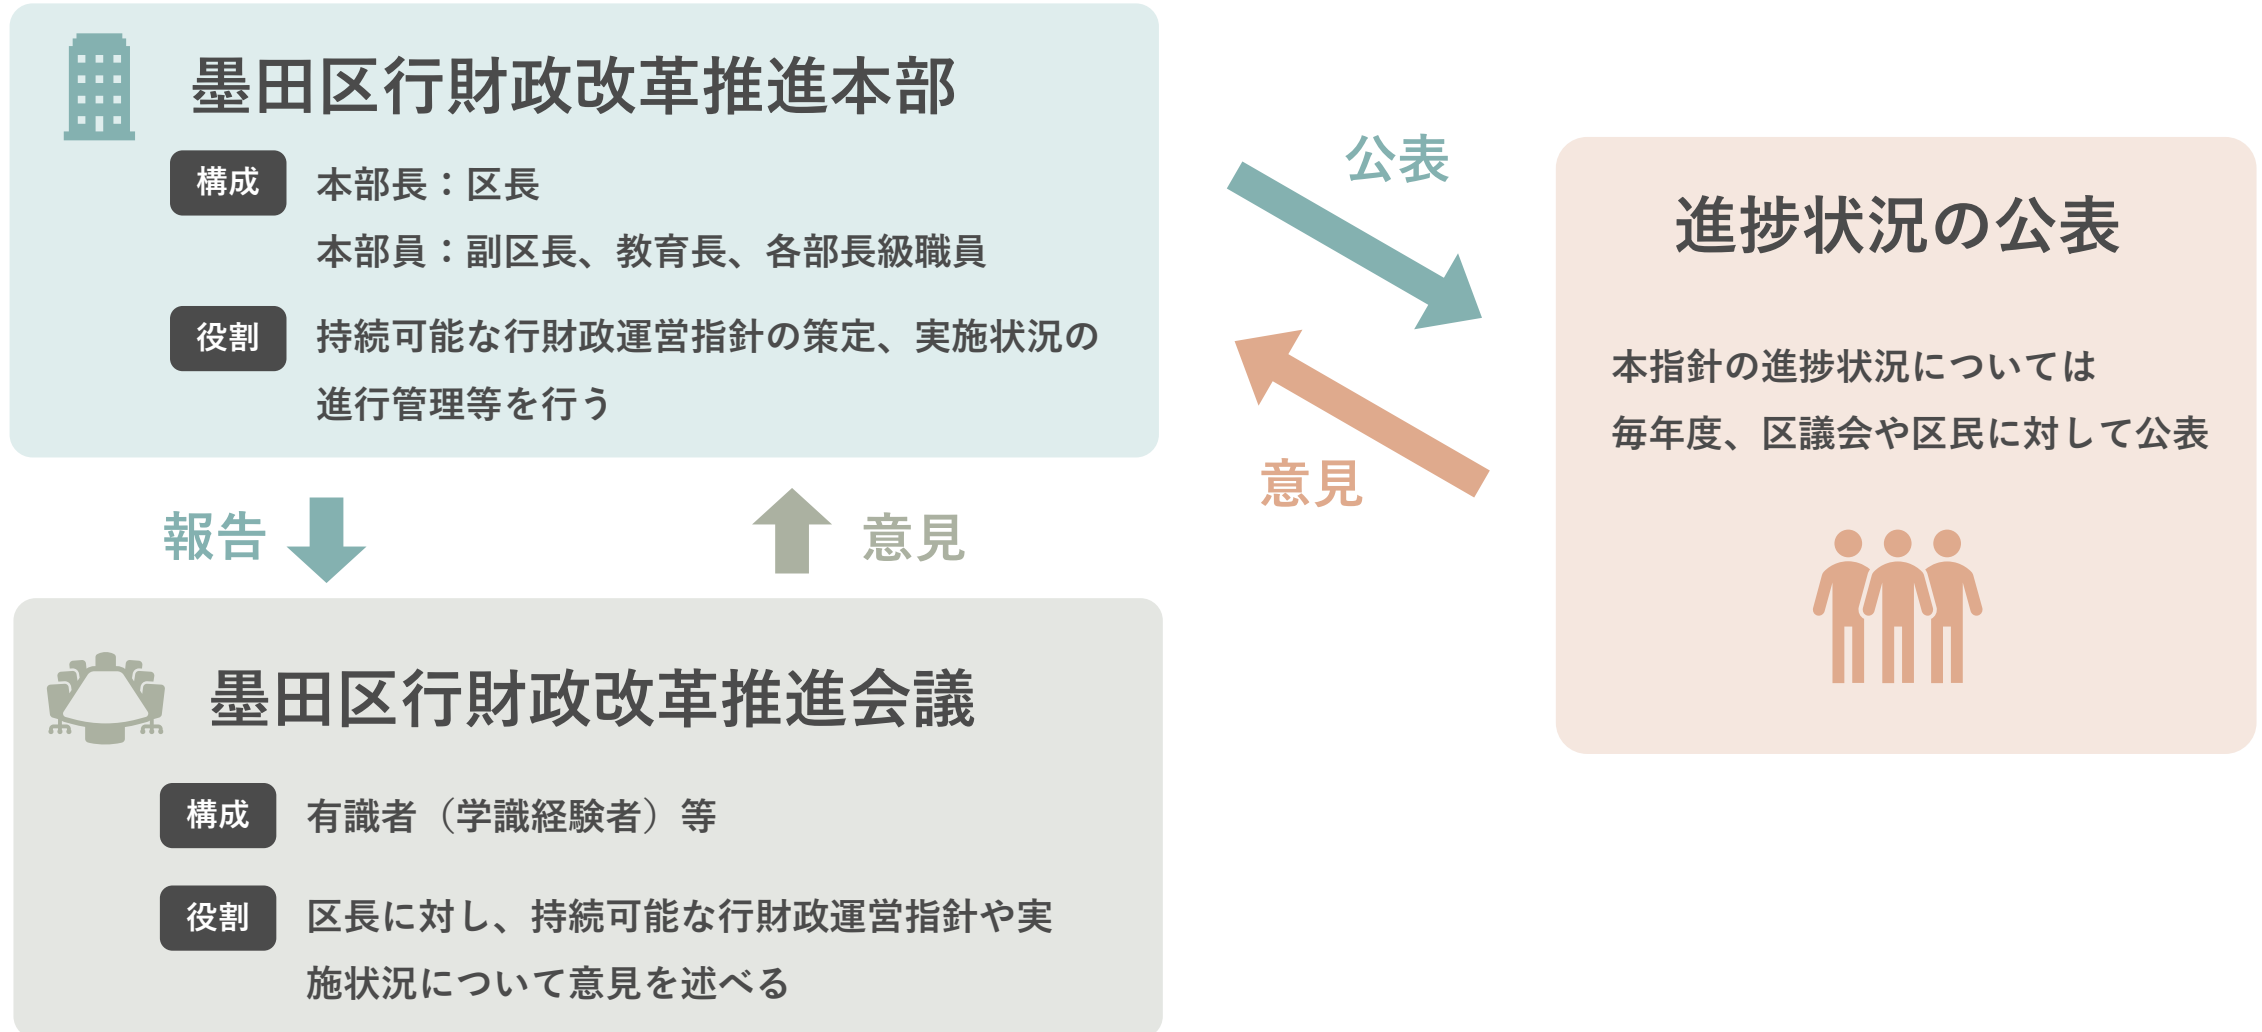 墨田区行財政改革推進本部
構成
本部長：区長
本部員：副区長、教育長、各部長級職員
役割
持続可能な行財政運営指針の策定、実施状況の
進行管理等を行う
報告
意見
墨田区行財政改革推進会議
構成
有識者（学識経験者）等
役割
区長に対し、持続可能な行財政運営指針や実
施状況について意見を述べる
公表
意見
進捗状況の公表
本指針の進捗状況については
毎年度、区議会や区民に対して公表